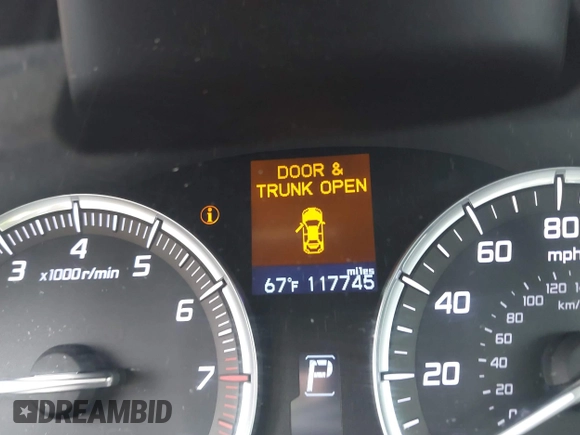 DOOR &
TRUNK OPEN
i
miles
67°F 117745
3 4 5 6 7
x1000r/min
P
20 40 60 80
mph
20 40 60 80 100 120
km/
DREAMBID